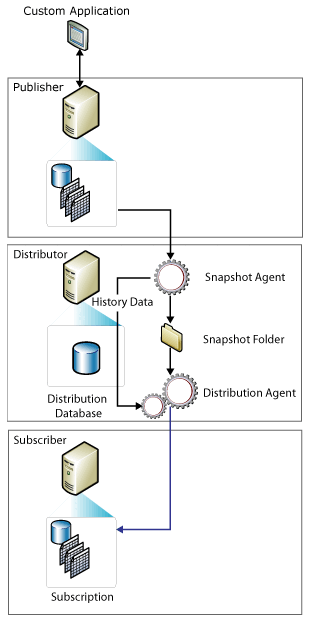 Custom Application
Publisher
Distributor
Snapshot Agent
History Data
Snapshot Folder
Distribution Agent
Distribution
Database
Subscriber
Subscription